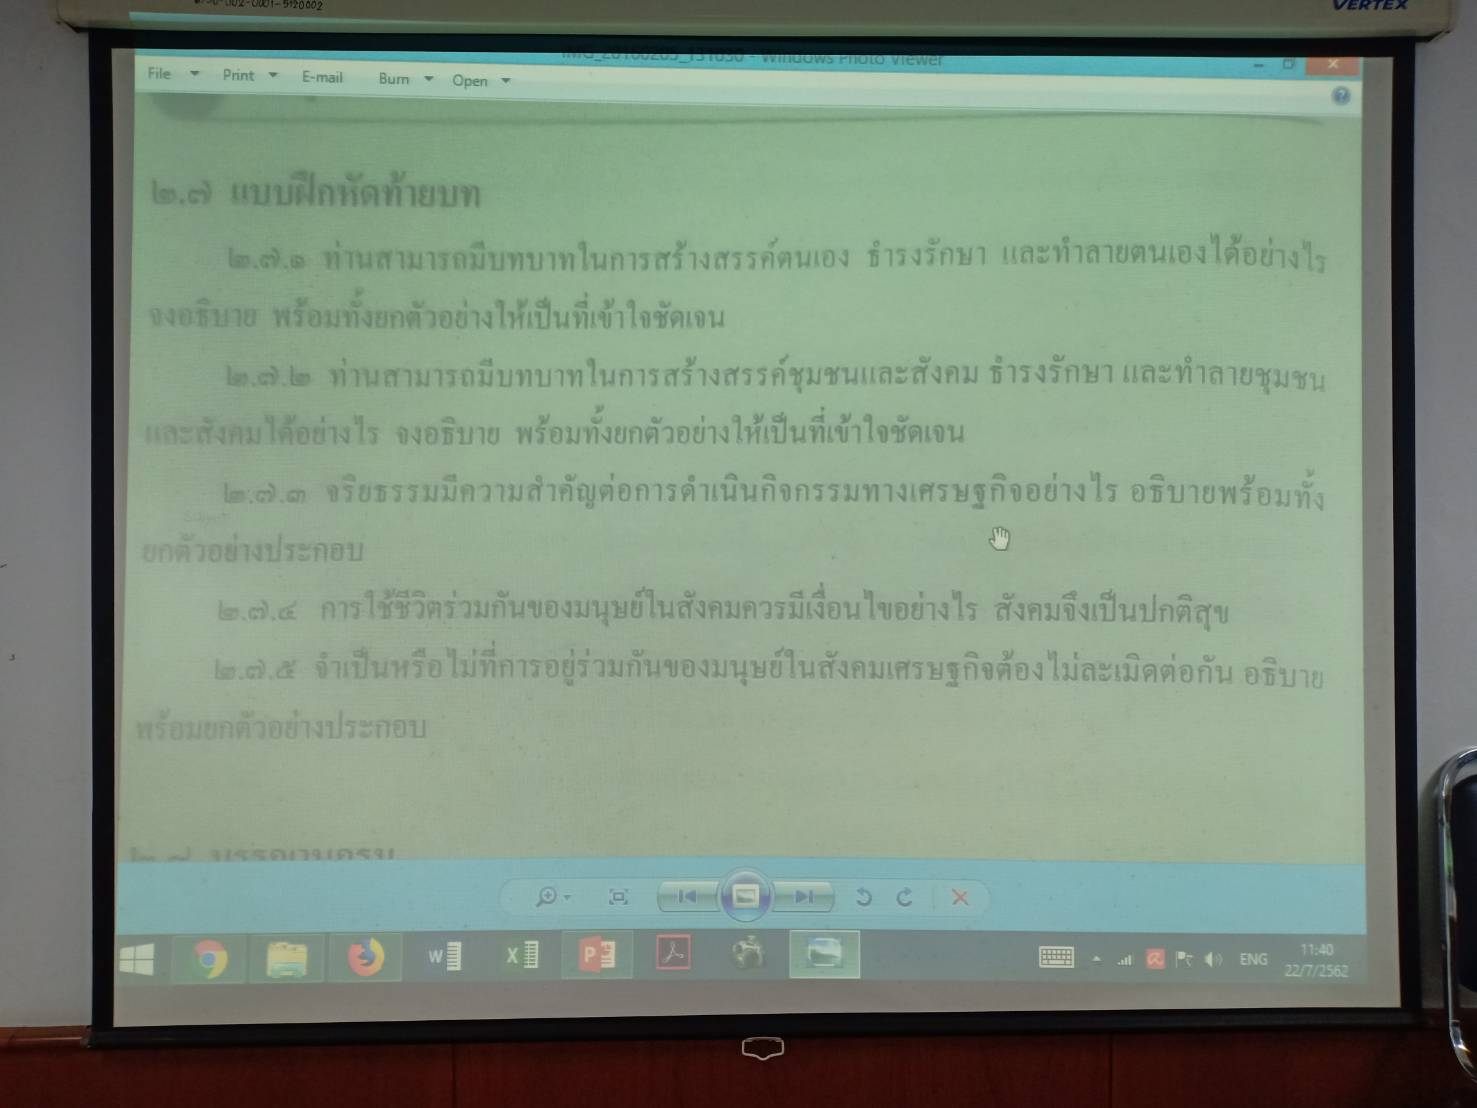 VERTEX
IMG_20160205_131030 - Windows Photo Viewer
File Print E-mail Burn Open
๒.๗ แบบฝึกหัดท้ายบท
๒.๗.๑ ท่านสามารถมีบทบาทในการสร้างสรรค์ตนเอง ธำรงรักษา และทำลายตนเองได้อย่างไร
จงอธิบาย พร้อมทั้งยกตัวอย่างให้เป็นที่เข้าใจชัดเจน
๒.๗.๒ ท่านสามารถมีบทบาทในการสร้างสรรค์ชุมชนและสังคม ธำรงรักษา และทำลายชุมชน
และสังคมได้อย่างไร จงอธิบาย พร้อมทั้งยกตัวอย่างให้เป็นที่เข้าใจชัดเจน
๒.๗.๓ จริยธรรมมีความสำคัญต่อการดำเนินกิจกรรมทางเศรษฐกิจอย่างไร อธิบายพร้อมทั้ง
ยกตัวอย่างประกอบ
๒.๗.๔ การใช้ชีวิตร่วมกันของมนุษย์ในสังคมควรมีเงื่อนไขอย่างไร สังคมจึงเป็นปกติสุข
๒.๗.๕ จำเป็นหรือไม่ที่การอยู่ร่วมกันของมนุษย์ในสังคมเศรษฐกิจต้องไม่ละเมิดต่อกัน อธิบาย
พร้อมยกตัวอย่างประกอบ
ENG 11:40
22/7/2562